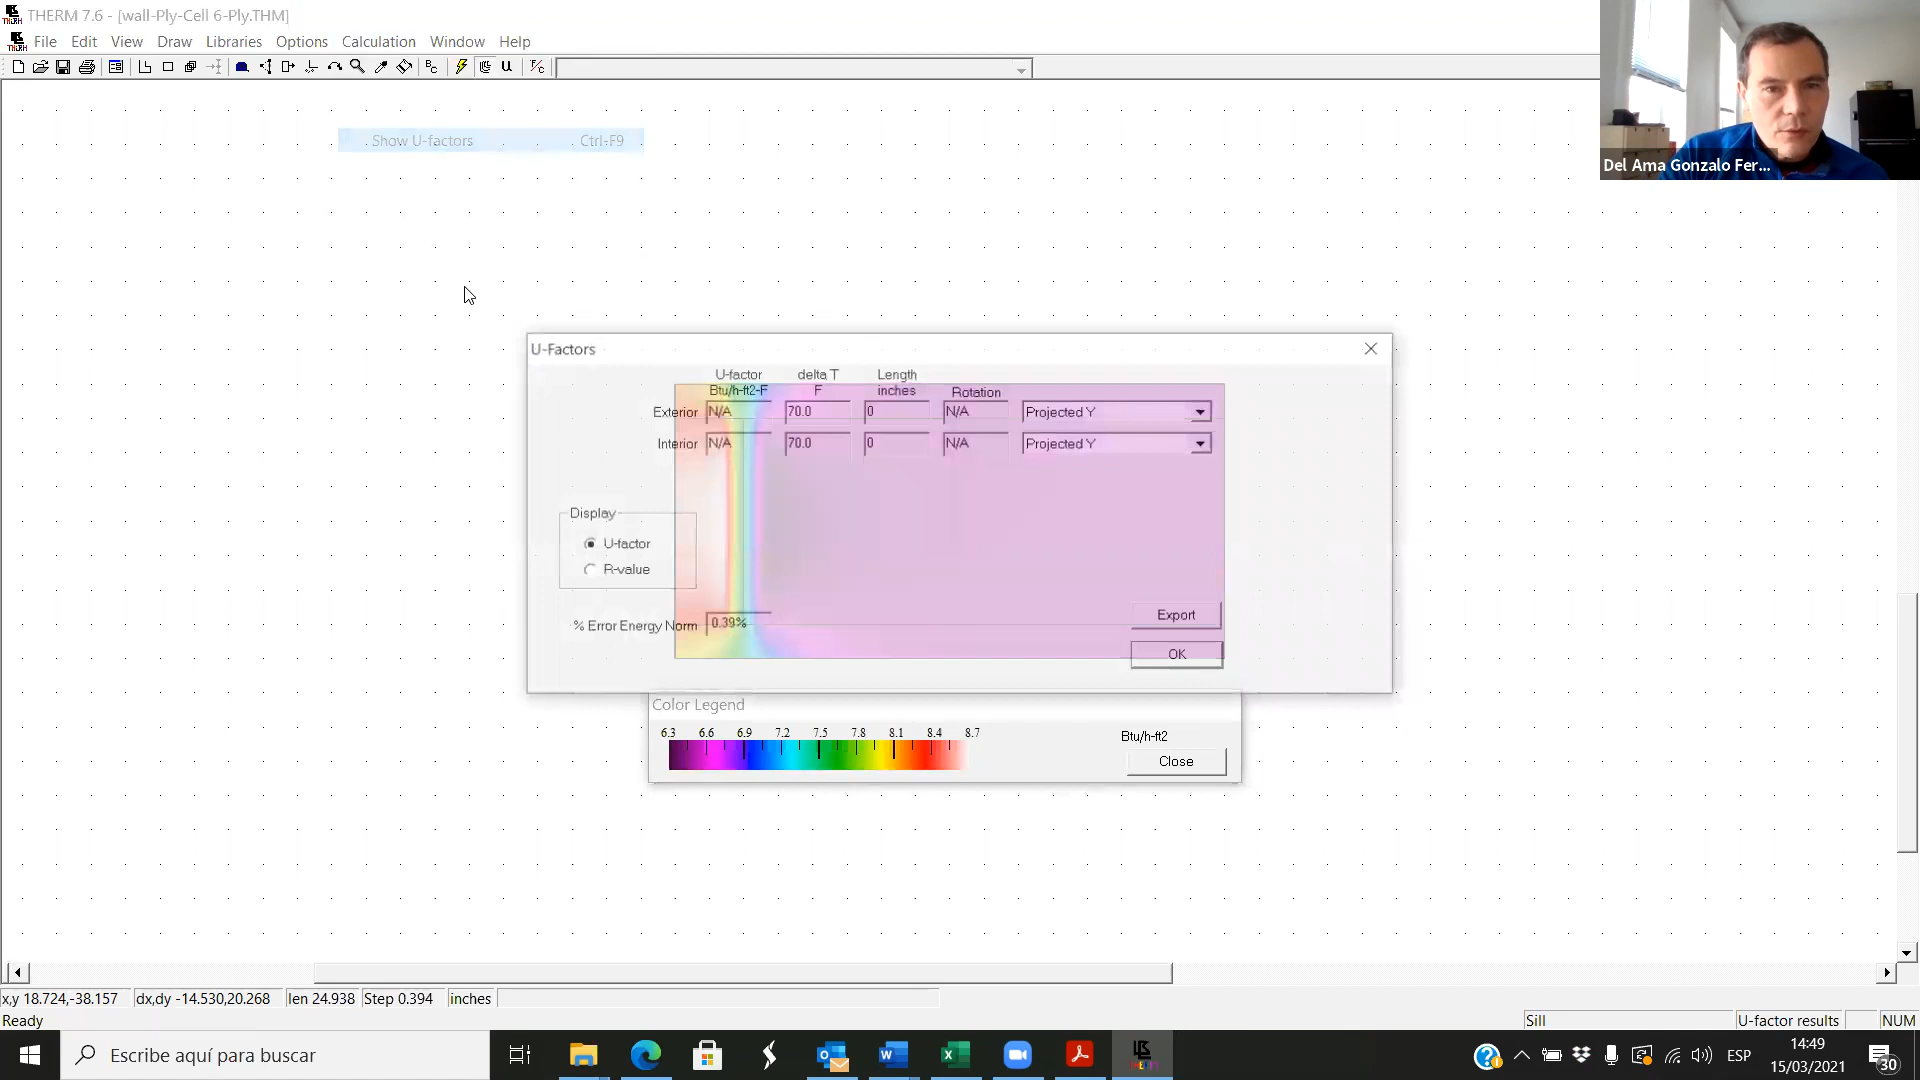 THERM 7.6 - [wall-Ply-Cell 6-Ply.THM]
File Edit View Draw Libraries Options Calculation Window Help
Show U-factors Ctrl-F9
Del Ama Gonzalo Fer...
U-Factors
U-factor delta T Length
Btu/h-ft2-F F inches Rotation
Exterior N/A 70.0 0 N/A Projected Y
Interior N/A 70.0 0 N/A Projected Y
Display
U-factor
R-value
% Error Energy Norm 0.39%
Export
OK
Color Legend
6.3 6.6 6.9 7.2 7.5 7.8 8.1 8.4 8.7
Btu/h-ft2
Close
x,y 18.724,-38.157 dx,dy -14.530,20.268 len 24.938 Step 0.394 inches
Ready Sill U-factor results NUM
Escribe aquí para buscar
ESP
14:49
15/03/2021
30